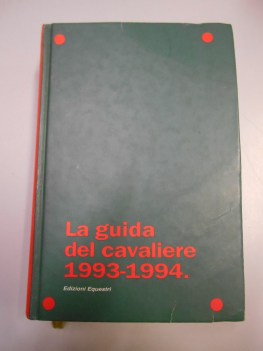 La guida
del cavaliere
1993-1994.
Edizioni Equestri